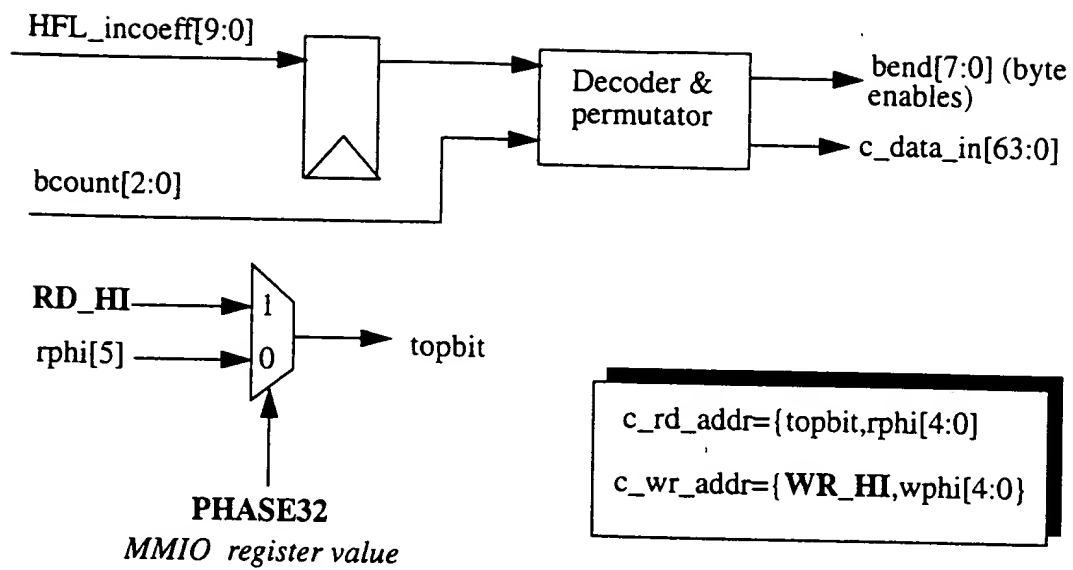 HFL_incoeff[9:0]
bcount[2:0]
Decoder &
permutator
bend[7:0] (byte
enables)
c_data_in[63:0]
RD_HI
rphi[5]
1
0
topbit
PHASE32
MMIO register value
c_rd_addr={topbit,rphi[4:0]
c_wr_addr={WR_HI,wphi[4:0}